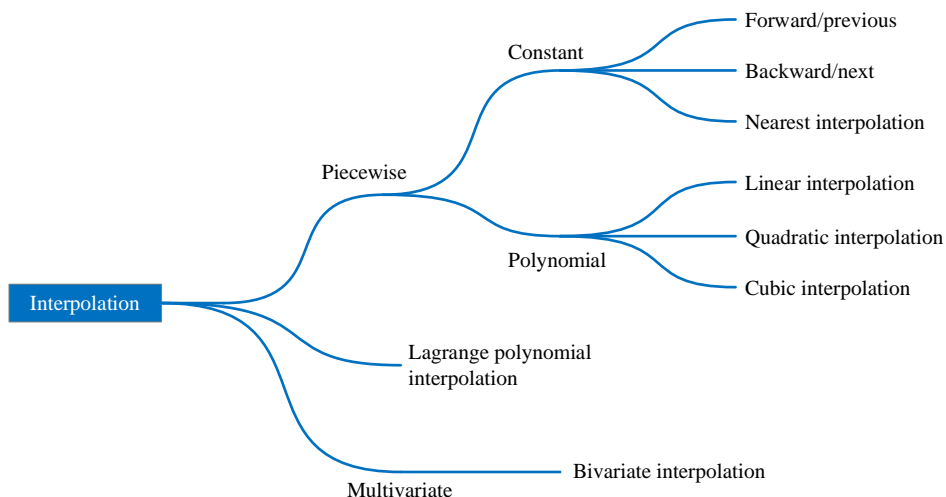 Forward/previous
Constant
Backward/next
Nearest interpolation
Piecewise
Linear interpolation
Quadratic interpolation
Polynomial
Cubic interpolation
Interpolation
Lagrange polynomial
interpolation
Bivariate interpolation
Multivariate